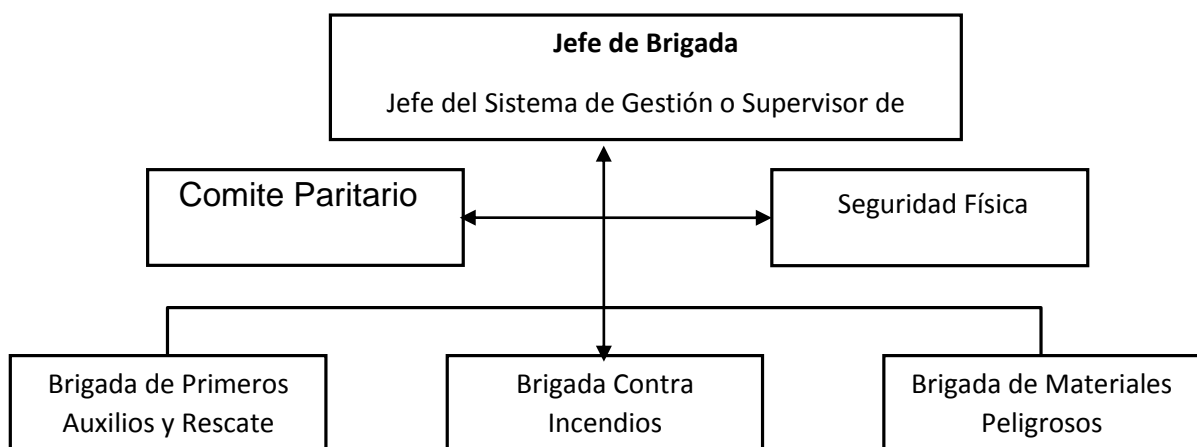 Jefe de Brigada
Jefe del Sistema de Gestión o Supervisor de
Comite Paritario
Seguridad Física
Brigada de Primeros
Auxilios y Rescate
Brigada Contra
Incendios
Brigada de Materiales
Peligrosos